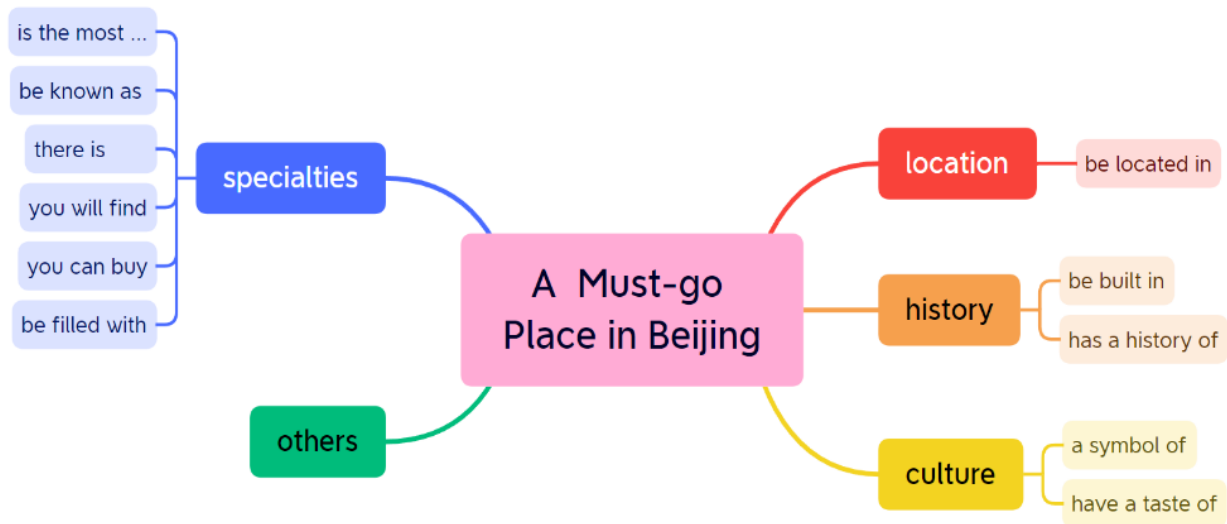 A Must-go
Place in Beijing
location
be located in
history
be built in
has a history of
culture
a symbol of
have a taste of
specialties
is the most ...
be known as
there is
you will find
you can buy
be filled with
others